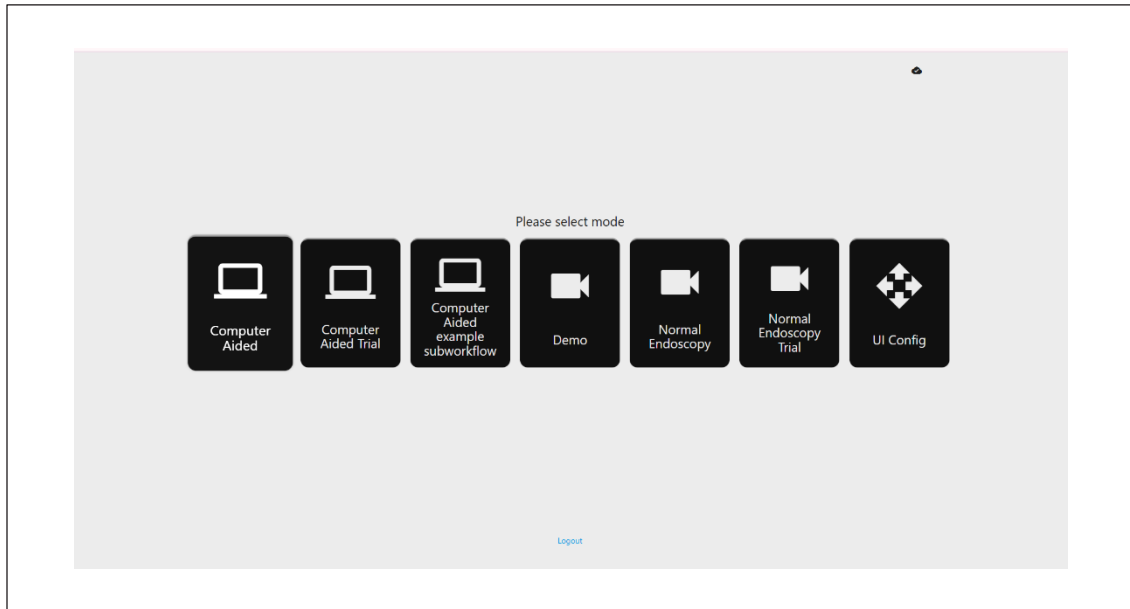 Please select mode
Computer
Aided
Computer
Aided Trial
Computer
Aided
example
subworkflow
Demo
Normal
Endoscopy
Normal
Endoscopy
Trial
UI Config
Logout